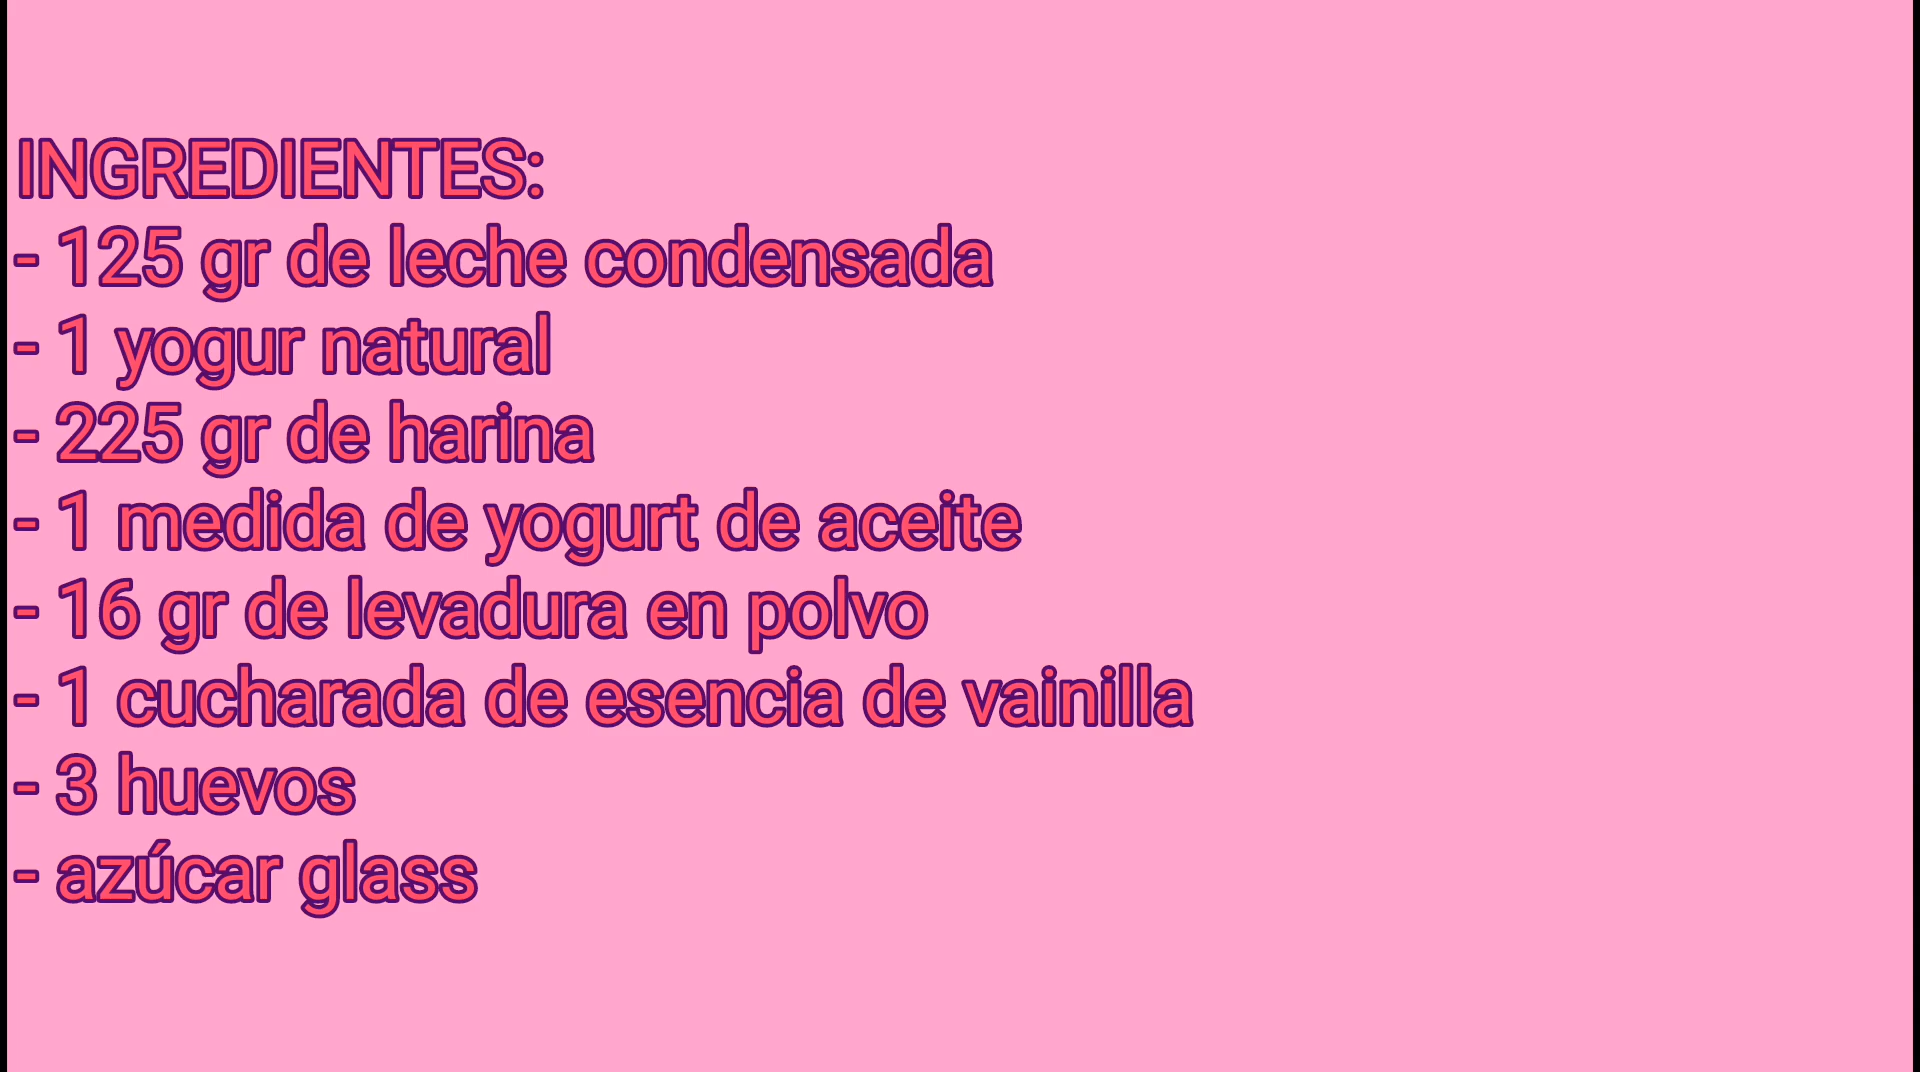 INGREDIENTES:
- 125 gr de leche condensada
- 1 yogur natural
- 225 gr de harina
- 1 medida de yogurt de aceite
- 16 gr de levadura en polvo
- 1 cucharada de esencia de vainilla
- 3 huevos
- azúcar glass